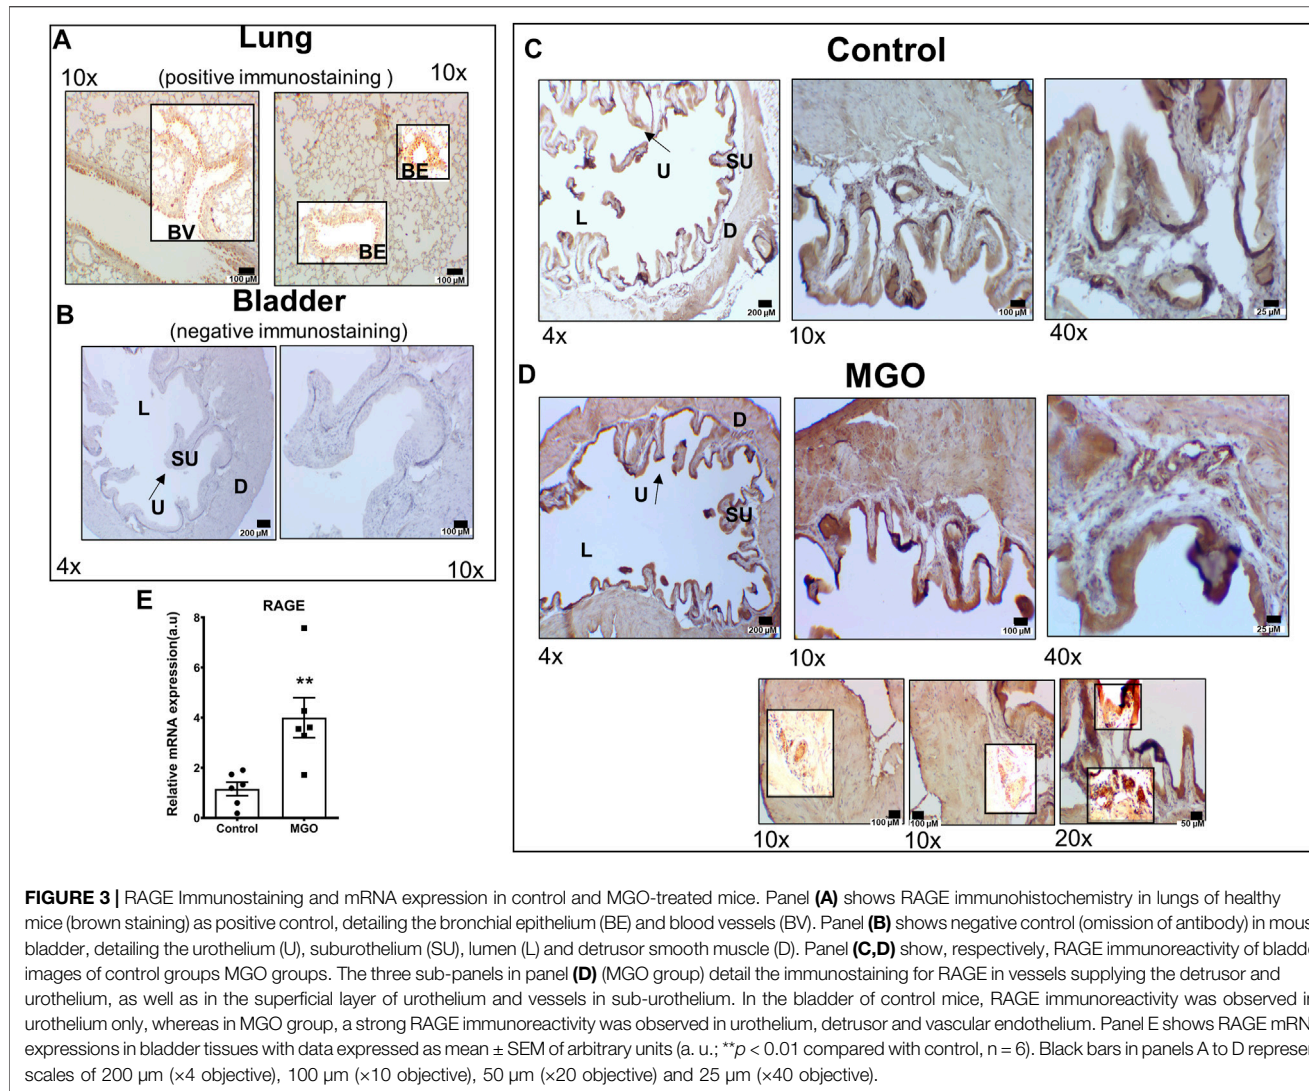 A
Lung
10x
(positive immunostaining )
10x
BV
100 µM
BE
BE
100 µM
B
Bladder
(negative immunostaining)
L
SU
U
D
200 µM
100 µM
4x
10x
C
Control
U
SU
L
D
200 µM
100 µM
25 µM
4x
10x
40x
D
MGO
D
U
SU
L
200 µM
100 µM
25 µM
4x
10x
40x
100 µM
100 µM
50 µM
10x
10x
20x
E
RAGE
Relative mRNA expression(a.u)
8
6
4
2
0
**
Control
MGO
FIGURE 3 | RAGE Immunostaining and mRNA expression in control and MGO-treated mice. Panel (A) shows RAGE immunohistochemistry in lungs of healthy
mice (brown staining) as positive control, detailing the bronchial epithelium (BE) and blood vessels (BV). Panel (B) shows negative control (omission of antibody) in mous
bladder, detailing the urothelium (U), suburothelium (SU), lumen (L) and detrusor smooth muscle (D). Panel (C,D) show, respectively, RAGE immunoreactivity of bladde
images of control groups MGO groups. The three sub-panels in panel (D) (MGO group) detail the immunostaining for RAGE in vessels supplying the detrusor and
urothelium, as well as in the superficial layer of urothelium and vessels in sub-urothelium. In the bladder of control mice, RAGE immunoreactivity was observed in
urothelium only, whereas in MGO group, a strong RAGE immunoreactivity was observed in urothelium, detrusor and vascular endothelium. Panel E shows RAGE mRN
expressions in bladder tissues with data expressed as mean ± SEM of arbitrary units (a. u.; **p < 0.01 compared with control, n = 6). Black bars in panels A to D represen
scales of 200 µm (×4 objective), 100 µm (×10 objective), 50 µm (×20 objective) and 25 µm (×40 objective).